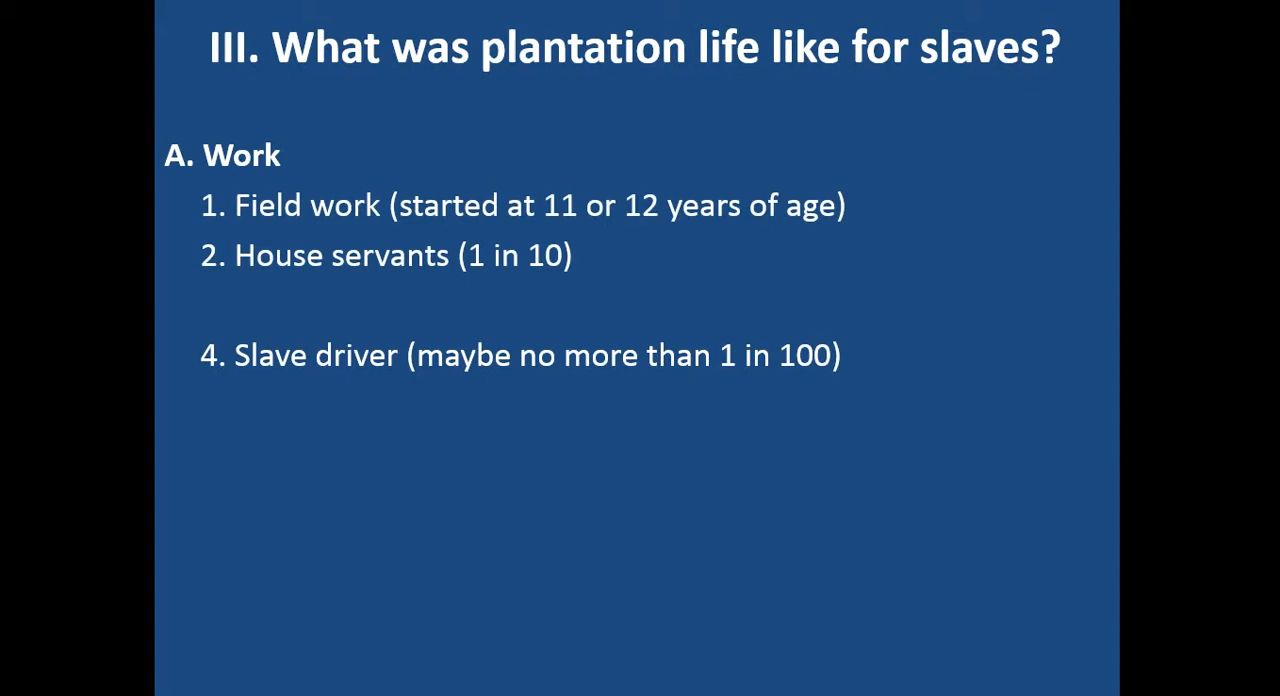 III. What was plantation life like for slaves?
A. Work
1. Field work (started at 11 or 12 years of age)
2. House servants (1 in 10)
4. Slave driver (maybe no more than 1 in 100)